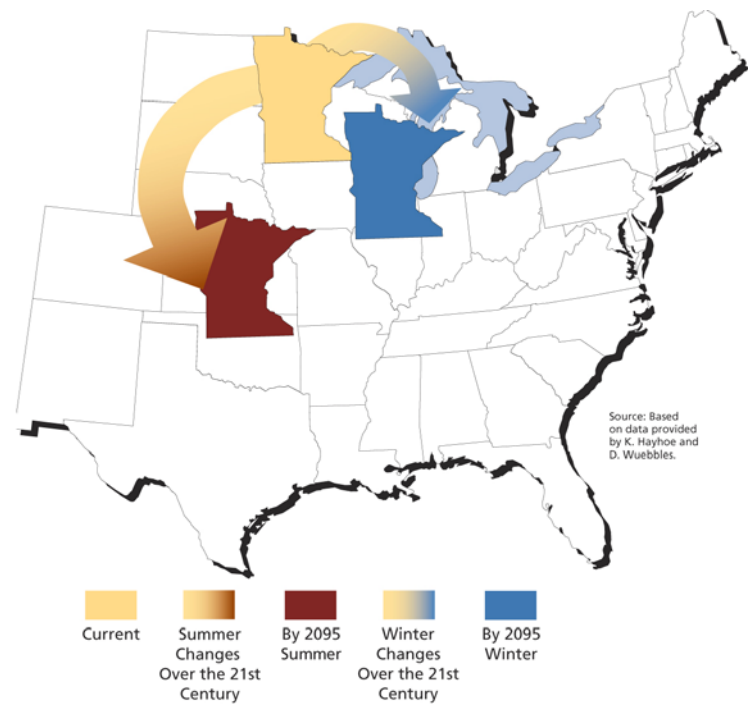 Source: Based
on data provided
by K. Hayhoe and
D. Wuebbles.
Current
Summer
Changes
Over the 21st
Century
By 2095
Summer
Winter
Changes
Over the 21st
Century
By 2095
Winter